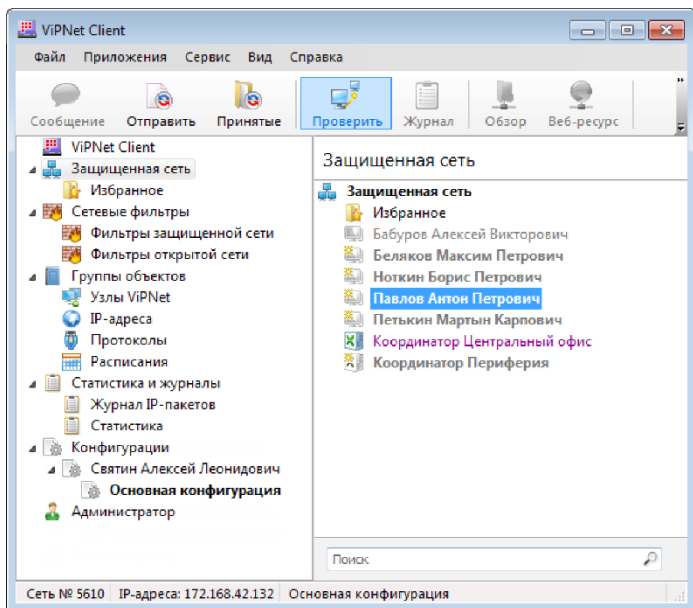 ViPNet Client
Файл Приложения Сервис Вид Справка
Сообщение Отправить Принятые Проверить Журнал Обзор Веб-ресурс
ViPNet Client
Защищенная сеть
Избранное
Сетевые фильтры
Фильтры защищенной сети
Фильтры открытой сети
Группы объектов
Узлы ViPNet
IP-адреса
Протоколы
Расписания
Статистика и журналы
Журнал IP-пакетов
Статистика
Конфигурации
Святин Алексей Леонидович
Основная конфигурация
Администратор
Защищенная сеть
Защищенная сеть
Избранное
Бабуров Алексей Викторович
Беляков Максим Петрович
Ноткин Борис Петрович
Павлов Антон Петрович
Петькин Мартын Карпович
Координатор Центральный офис
Координатор Периферия
Поиск
Сеть № 5610 IP-адреса: 172.168.42.132 Основная конфигурация